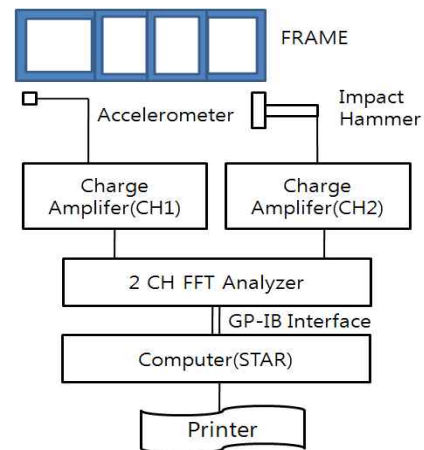 FRAME
Accelerometer
Impact
Hammer
Charge
Amplifer(CH1)
Charge
Amplifer(CH2)
2 CH FFT Analyzer
GP-IB Interface
Computer(STAR)
Printer